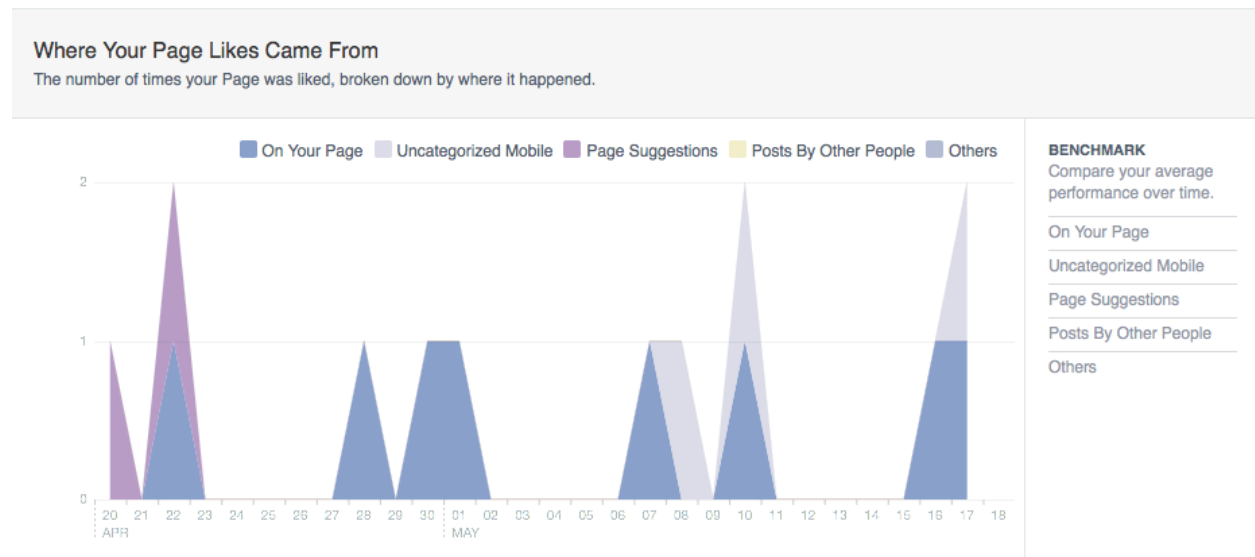 Where Your Page Likes Came From
The number of times your Page was liked, broken down by where it happened.
On Your Page Uncategorized Mobile Page Suggestions Posts By Other People Others
2
1
0
20 21 22 23 24 25 26 27 28 29 30 01 02 03 04 05 06 07 08 09 10 11 12 13 14 15 16 17 18
APR MAY
BENCHMARK
Compare your average
performance over time.
On Your Page
Uncategorized Mobile
Page Suggestions
Posts By Other People
Others